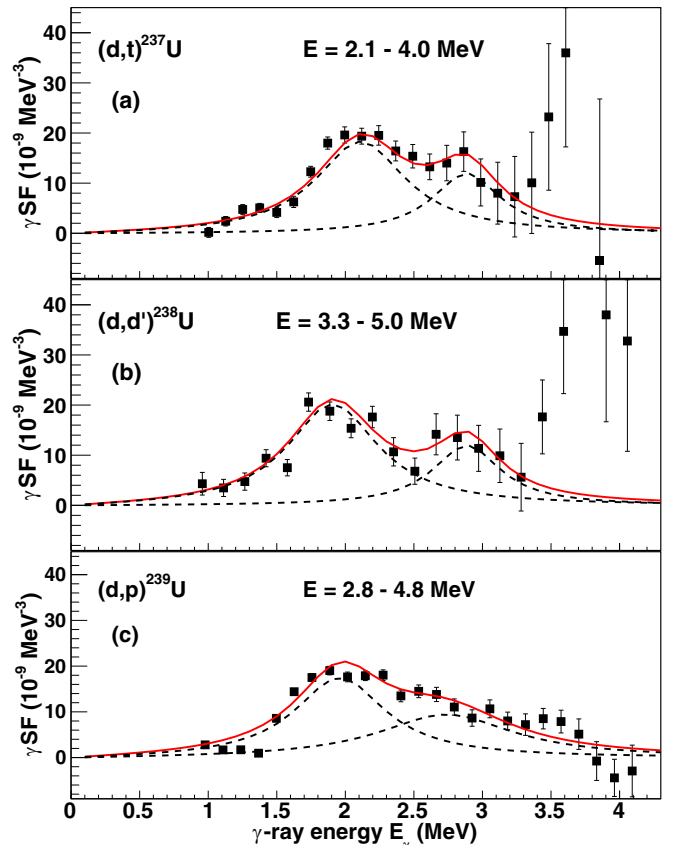 (d,t)²³⁷U
E = 2.1 - 4.0 MeV
(a)
γSF (10⁻⁹ MeV⁻³)
40
30
20
10
0
(d,d')²³⁸U
E = 3.3 - 5.0 MeV
(b)
γSF (10⁻⁹ MeV⁻³)
40
30
20
10
0
(d,p)²³⁹U
E = 2.8 - 4.8 MeV
(c)
γSF (10⁻⁹ MeV⁻³)
40
30
20
10
0
0 0.5 1 1.5 2 2.5 3 3.5 4
γ-ray energy Eᵧ (MeV)